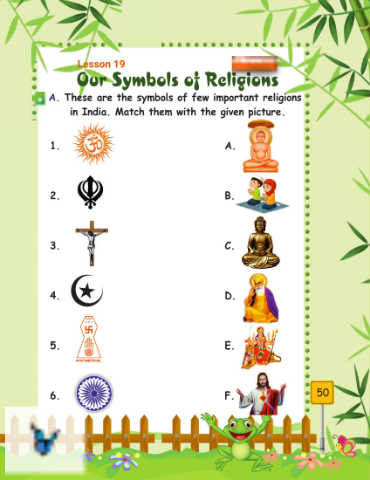 Lesson 19
Our Symbols of Religions
A. These are the symbols of few important religions
in India. Match them with the given picture.
1.
A.
2.
B.
3.
C.
4.
D.
5.
E.
6.
F.
50